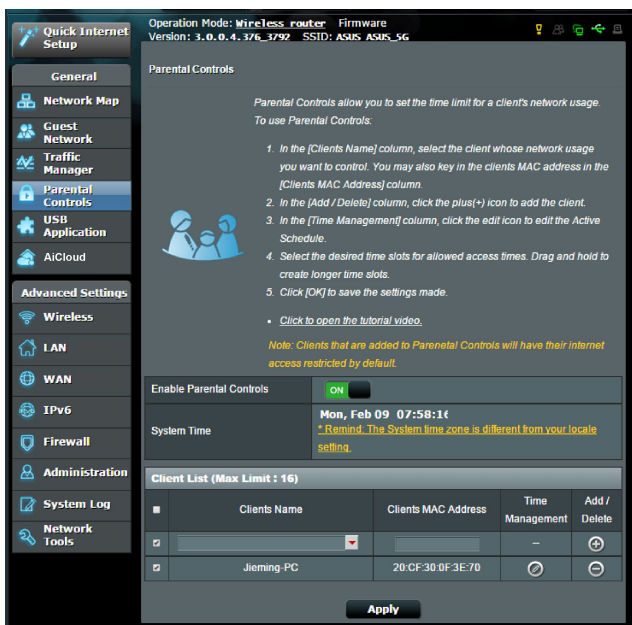 Quick Internet
Setup
Operation Mode: Wireless router Firmware
Version: 3.0.0.4.376_3792 SSID: ASUS ASUS_5G
General
Network Map
Guest
Network
Traffic
Manager
Parental
Controls
USB
Application
AiCloud
Advanced Settings
Wireless
LAN
WAN
IPv6
Firewall
Administration
System Log
Network
Tools
Parental Controls
Parental Controls allow you to set the time limit for a client's network usage.
To use Parental Controls:
1. In the [Clients Name] column, select the client whose network usage
you want to control. You may also key in the clients MAC address in the
[Clients MAC Address] column.
2. In the [Add / Delete] column, click the plus(+) icon to add the client.
3. In the [Time Management] column, click the edit icon to edit the Active
Schedule.
4. Select the desired time slots for allowed access times. Drag and hold to
create longer time slots.
5. Click [OK] to save the settings made.
• Click to open the tutorial video.
Note: Clients that are added to Parenetal Controls will have their internet
access restricted by default.
Enable Parental Controls ON
System Time
Mon, Feb 09 07:58:16
* Remind: The System time zone is different from your locale
setting.
Client List (Max Limit : 16)
Clients Name Clients MAC Address Time
Management Add /
Delete
–
Jieming-PC 20:CF:30:0F:3E:70
Apply